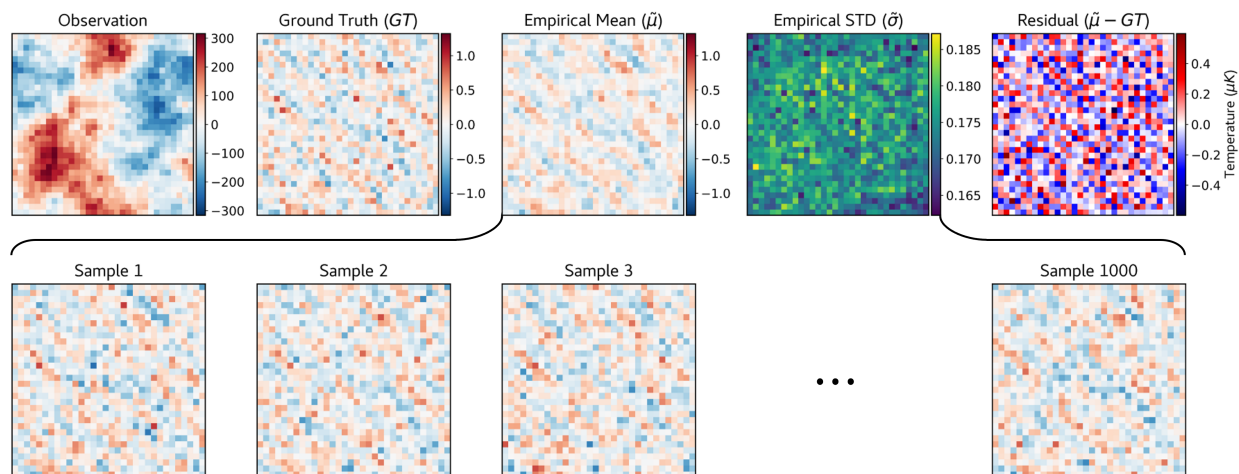 Observation
Ground Truth (GT)
Empirical Mean (μ̃)
Empirical STD (σ̃)
Residual (μ̃ − GT)
300
200
100
0
−100
−200
−300
1.0
0.5
0.0
−0.5
−1.0
1.0
0.5
0.0
−0.5
−1.0
0.185
0.180
0.175
0.170
0.165
0.4
0.2
0.0
−0.2
−0.4
Temperature (μK)
Sample 1
Sample 2
Sample 3
Sample 1000
• • •